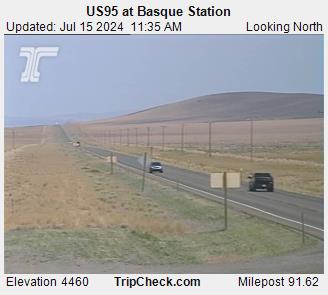 US95 at Basque Station
Updated: Jul 15 2024 11:35 AM Looking North
Elevation 4460 TripCheck.com Milepost 91.62